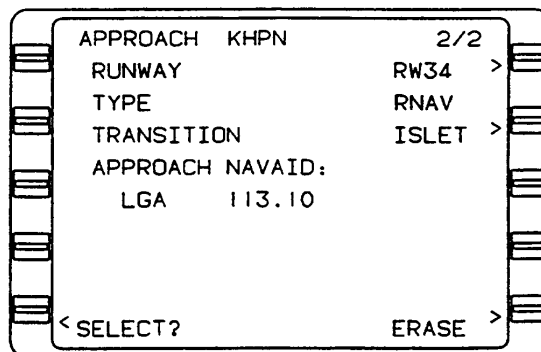 APPROACH KHPN 2/2
RUNWAY RW34 >
TYPE RNAV
TRANSITION ISLET >
APPROACH NAVAID:
LGA 113.10
< SELECT? ERASE >